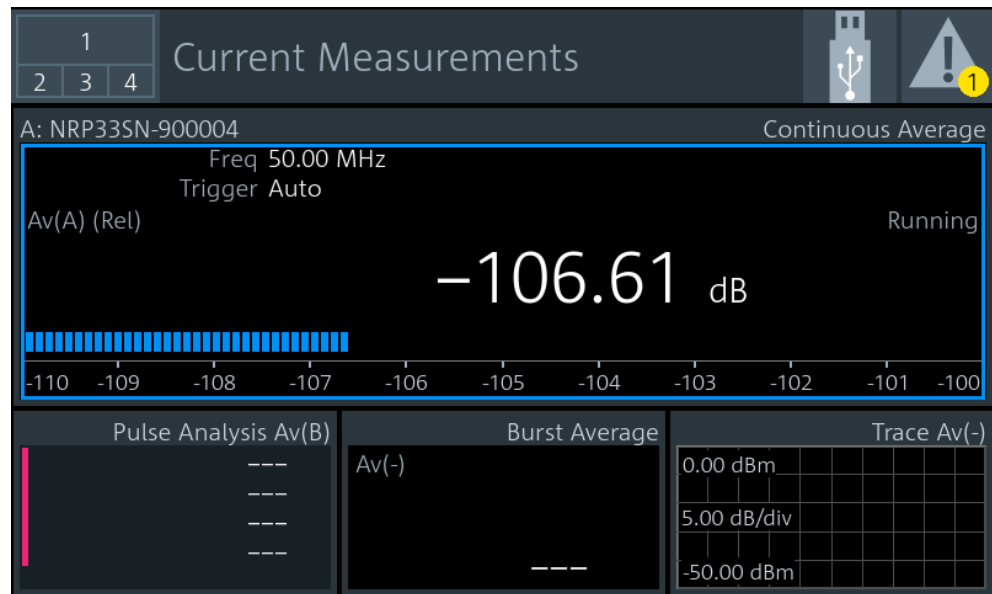 1
2 3 4
Current Measurements
1
A: NRP33SN-900004
Continuous Average
Freq 50.00 MHz
Trigger Auto
Av(A) (Rel)
Running
−106.61 dB
-110 -109 -108 -107 -106 -105 -104 -103 -102 -101 -100
Pulse Analysis Av(B)
---
---
---
---
Burst Average
Av(-)
---
Trace Av(-)
0.00 dBm
5.00 dB/div
-50.00 dBm